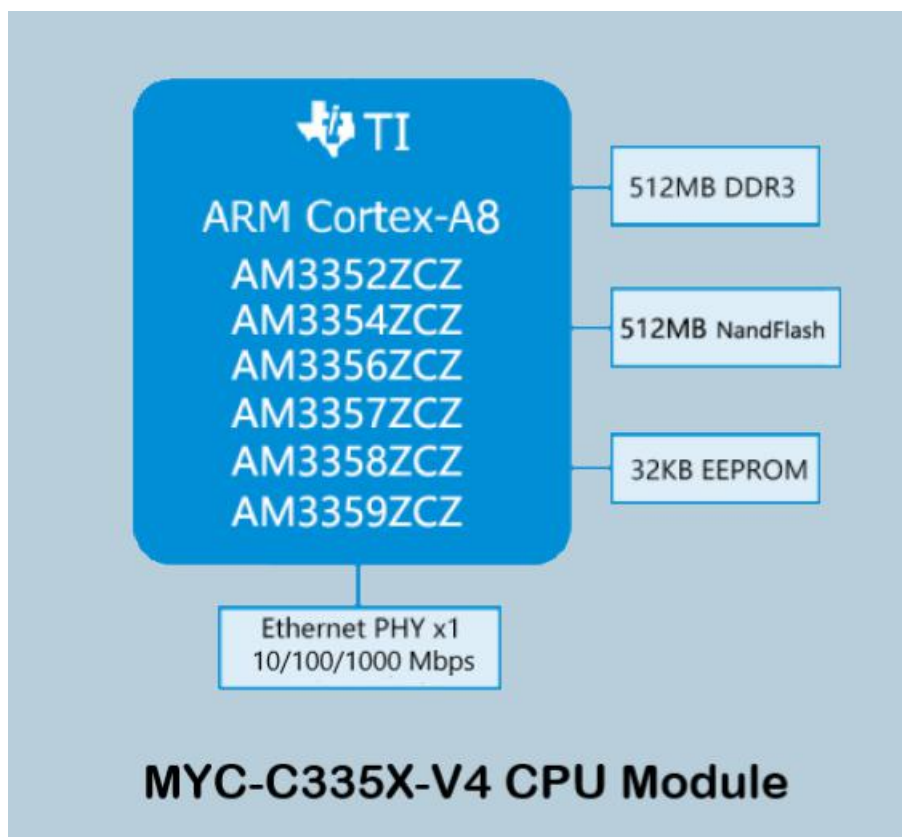 TI
ARM Cortex-A8
AM3352ZCZ
AM3354ZCZ
AM3356ZCZ
AM3357ZCZ
AM3358ZCZ
AM3359ZCZ
512MB DDR3
512MB NandFlash
32KB EEPROM
Ethernet PHY x1
10/100/1000 Mbps
MYC-C335X-V4 CPU Module